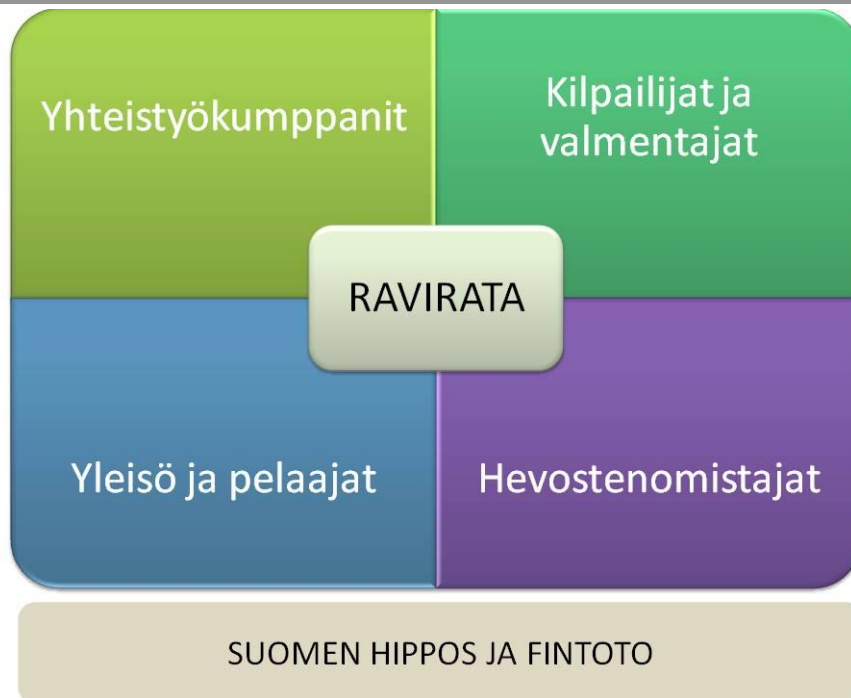 Yhteistyökumppanit
Kilpailijat ja
valmentajat
RAVIRATA
Yleisö ja pelaajat
Hevostenomistajat
SUOMEN HIPPOS JA FINTOTO